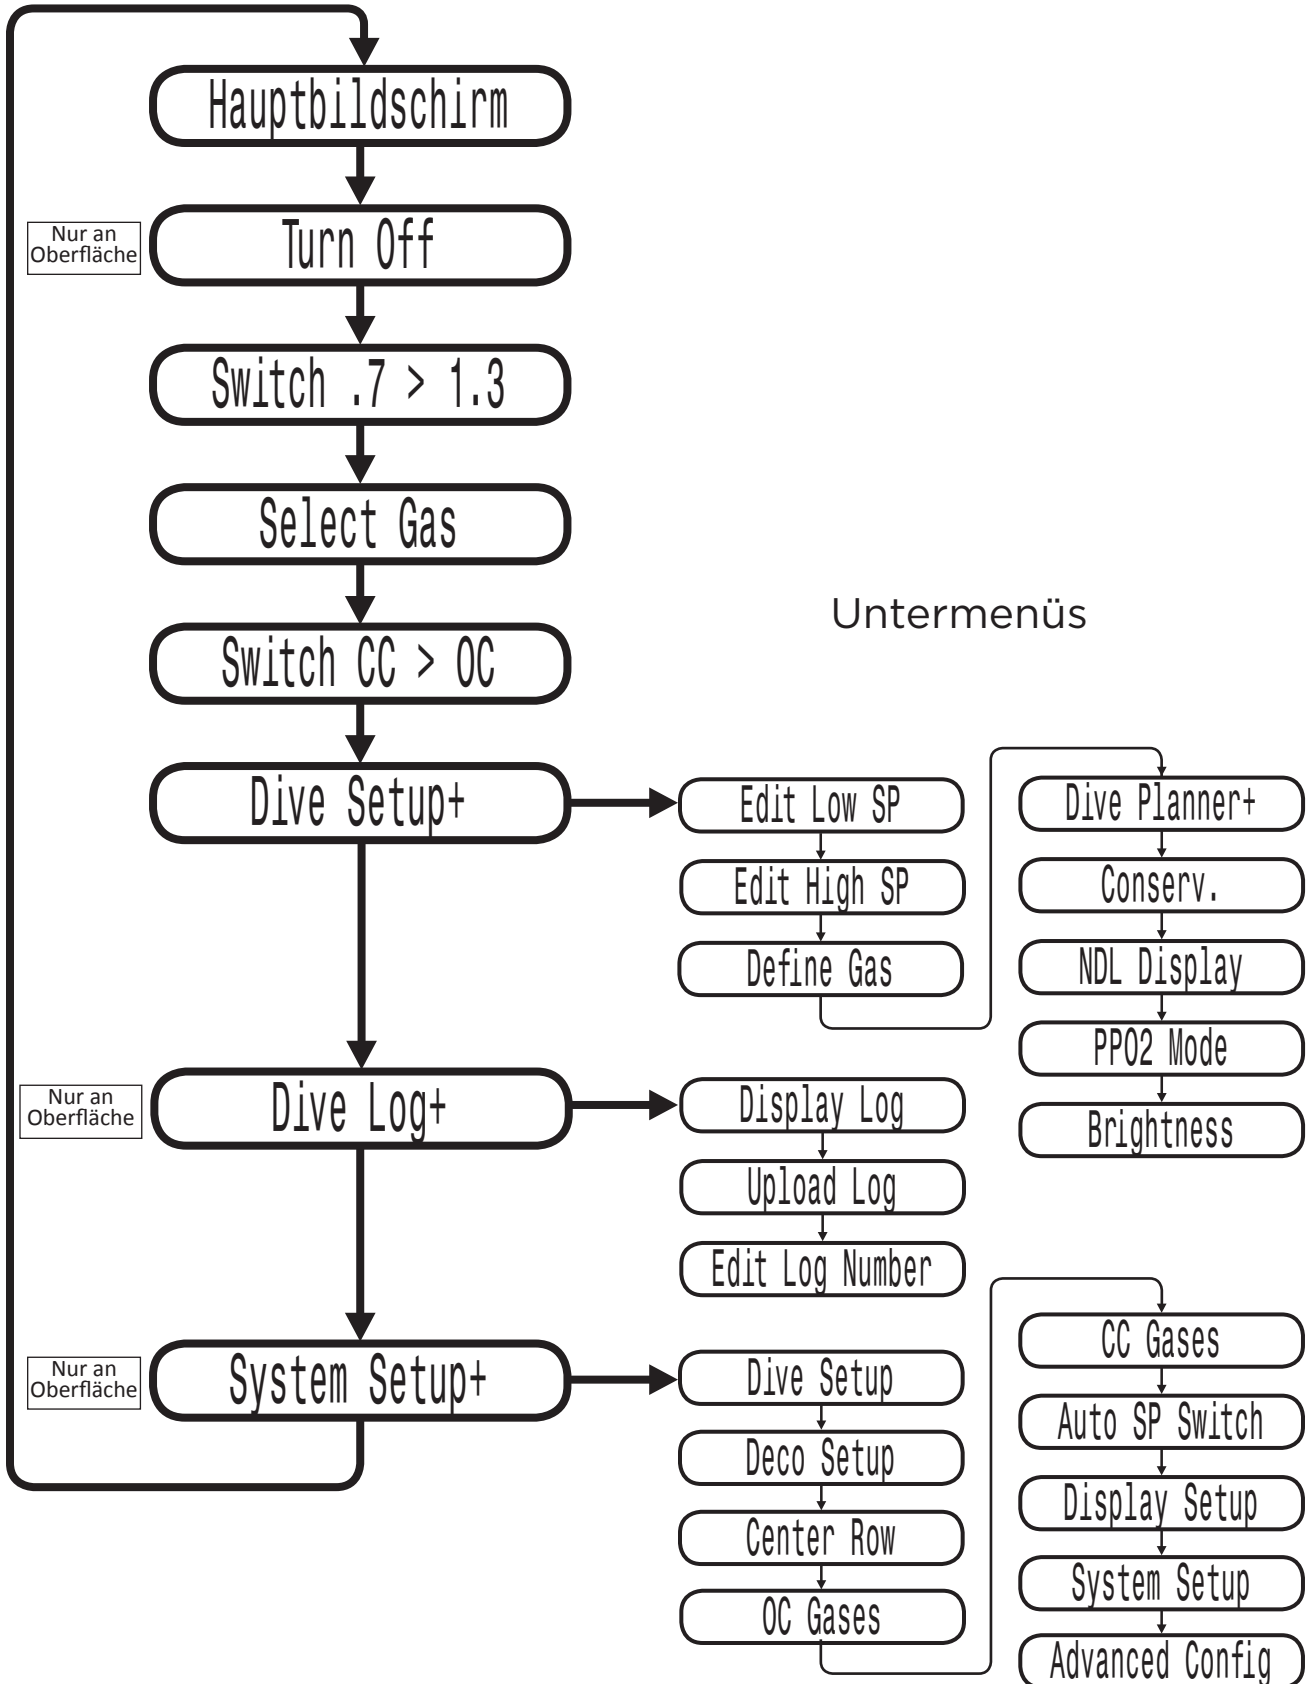 Hauptbildschirm
Nur an
Oberfläche
Turn Off
Switch .7 > 1.3
Select Gas
Switch CC > OC
Dive Setup+
Nur an
Oberfläche
Dive Log+
Nur an
Oberfläche
System Setup+
Untermenüs
Edit Low SP
Edit High SP
Define Gas
Dive Planner+
Conserv.
NDL Display
PPO2 Mode
Brightness
Display Log
Upload Log
Edit Log Number
Dive Setup
Deco Setup
Center Row
OC Gases
CC Gases
Auto SP Switch
Display Setup
System Setup
Advanced Config